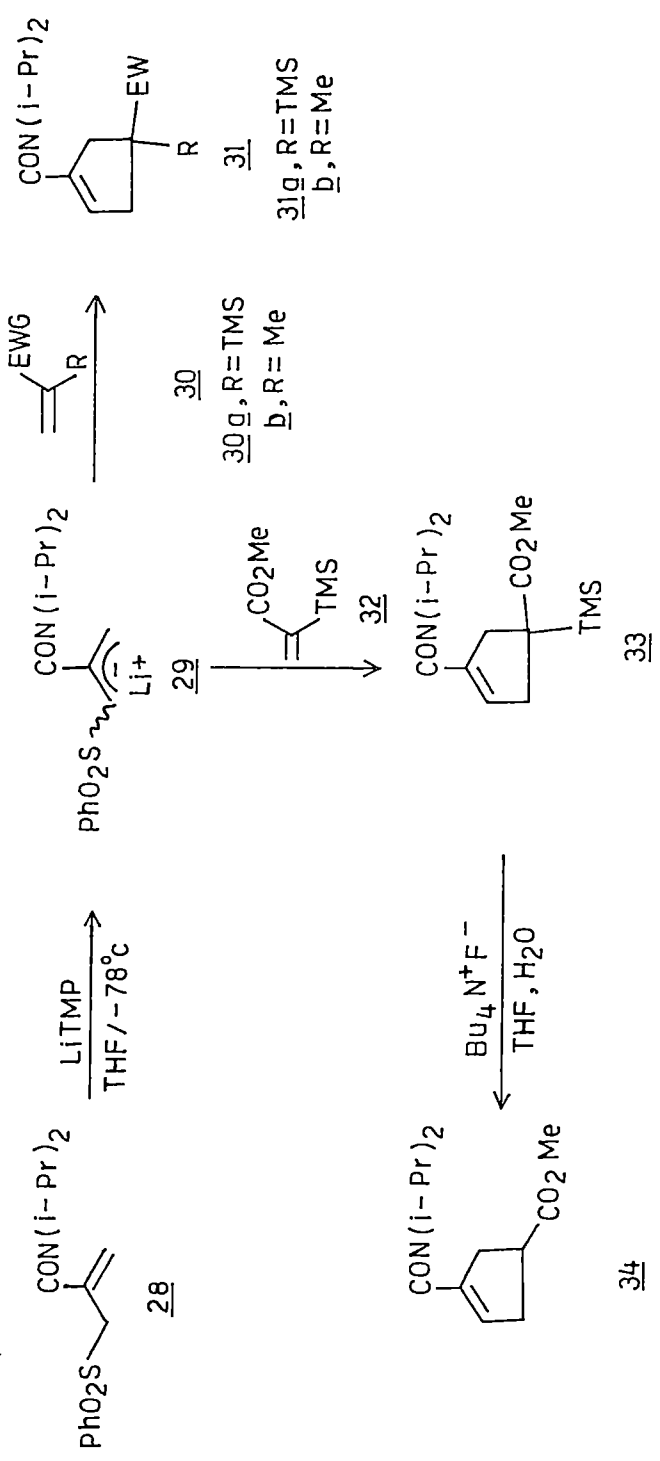 CON(i-Pr)2
PhO2S
28
LiTMP
THF/-78°c
CON(i-Pr)2
PhO2S
Li+
29
EWG
R
30
30a, R=TMS
b, R=Me
CON(i-Pr)2
EW
R
31
31a, R=TMS
b, R=Me
CO2Me
TMS
32
CON(i-Pr)2
CO2Me
TMS
33
Bu4N+F-
THF, H2O
CON(i-Pr)2
CO2Me
34